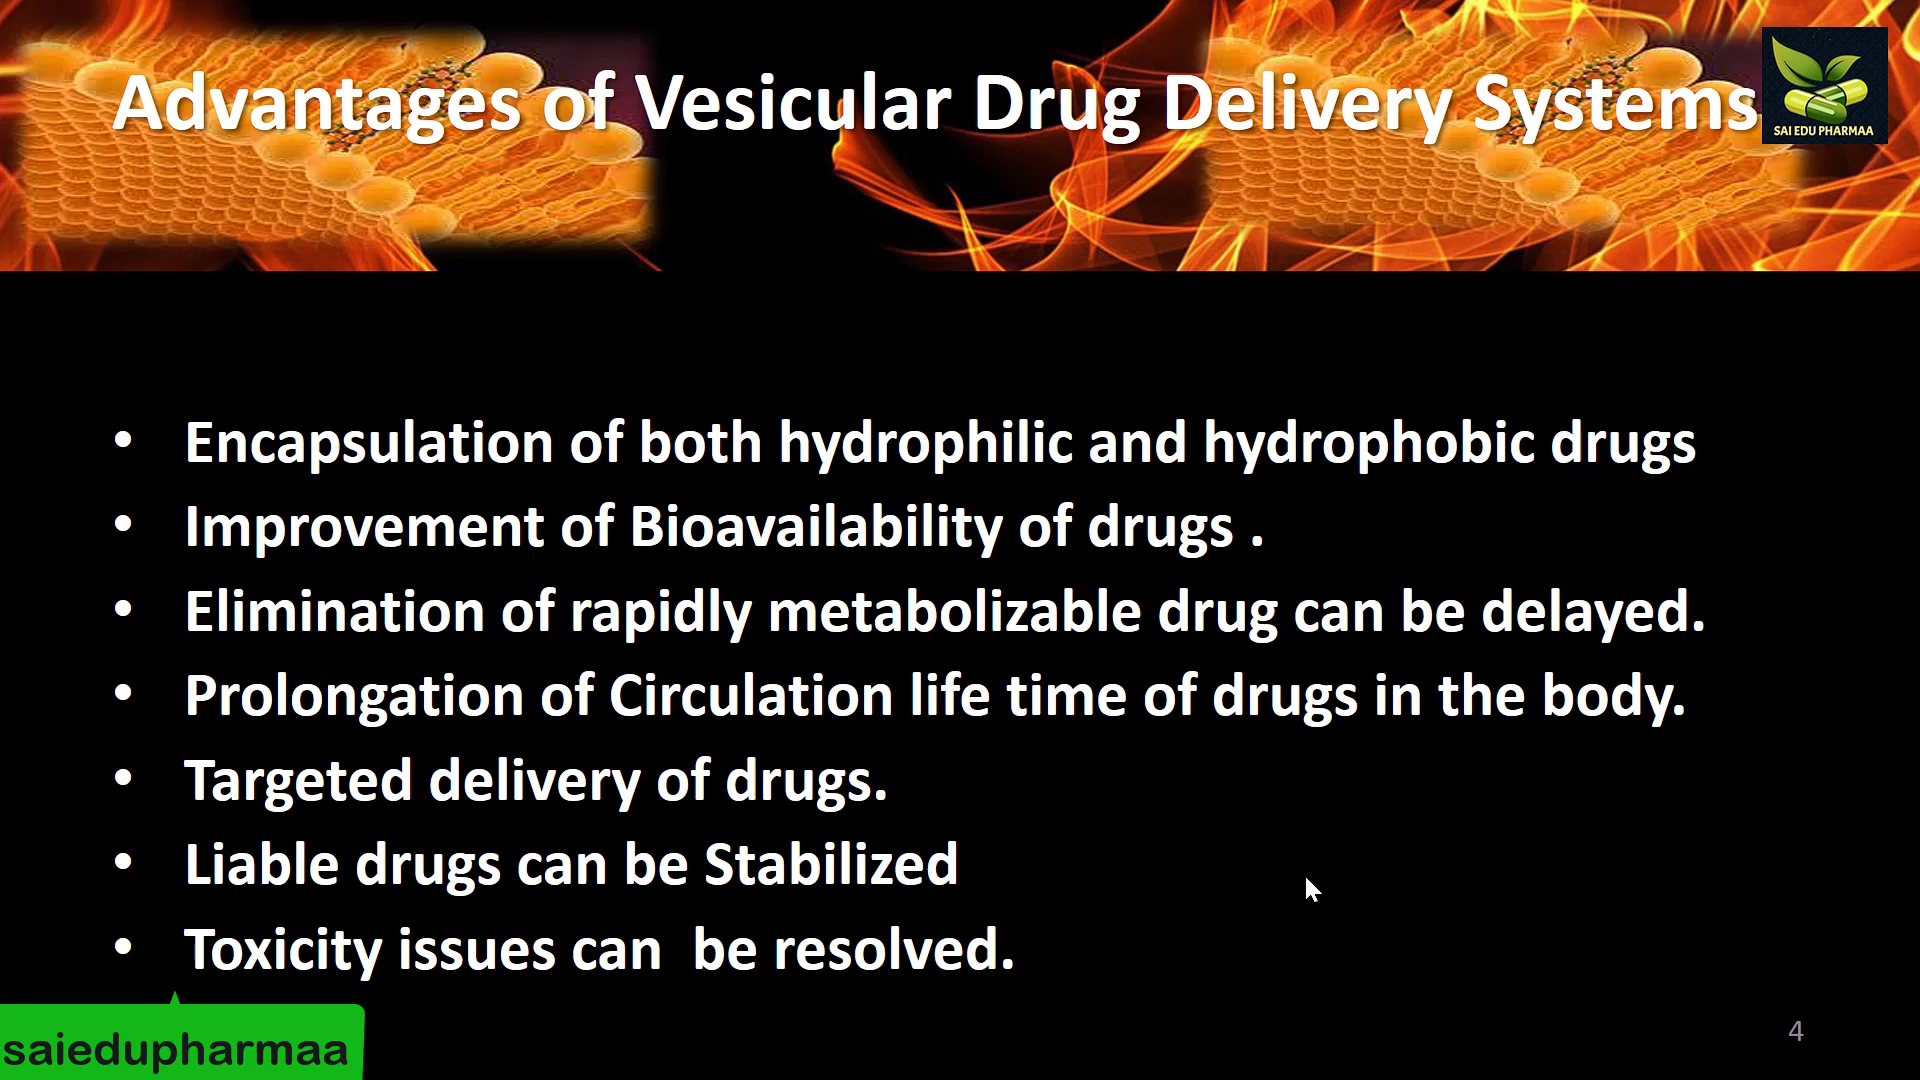 Advantages of Vesicular Drug Delivery Systems
SAI EDU PHARMAA
• Encapsulation of both hydrophilic and hydrophobic drugs
• Improvement of Bioavailability of drugs .
• Elimination of rapidly metabolizable drug can be delayed.
• Prolongation of Circulation life time of drugs in the body.
• Targeted delivery of drugs.
• Liable drugs can be Stabilized
• Toxicity issues can  be resolved.
saiedupharmaa
4